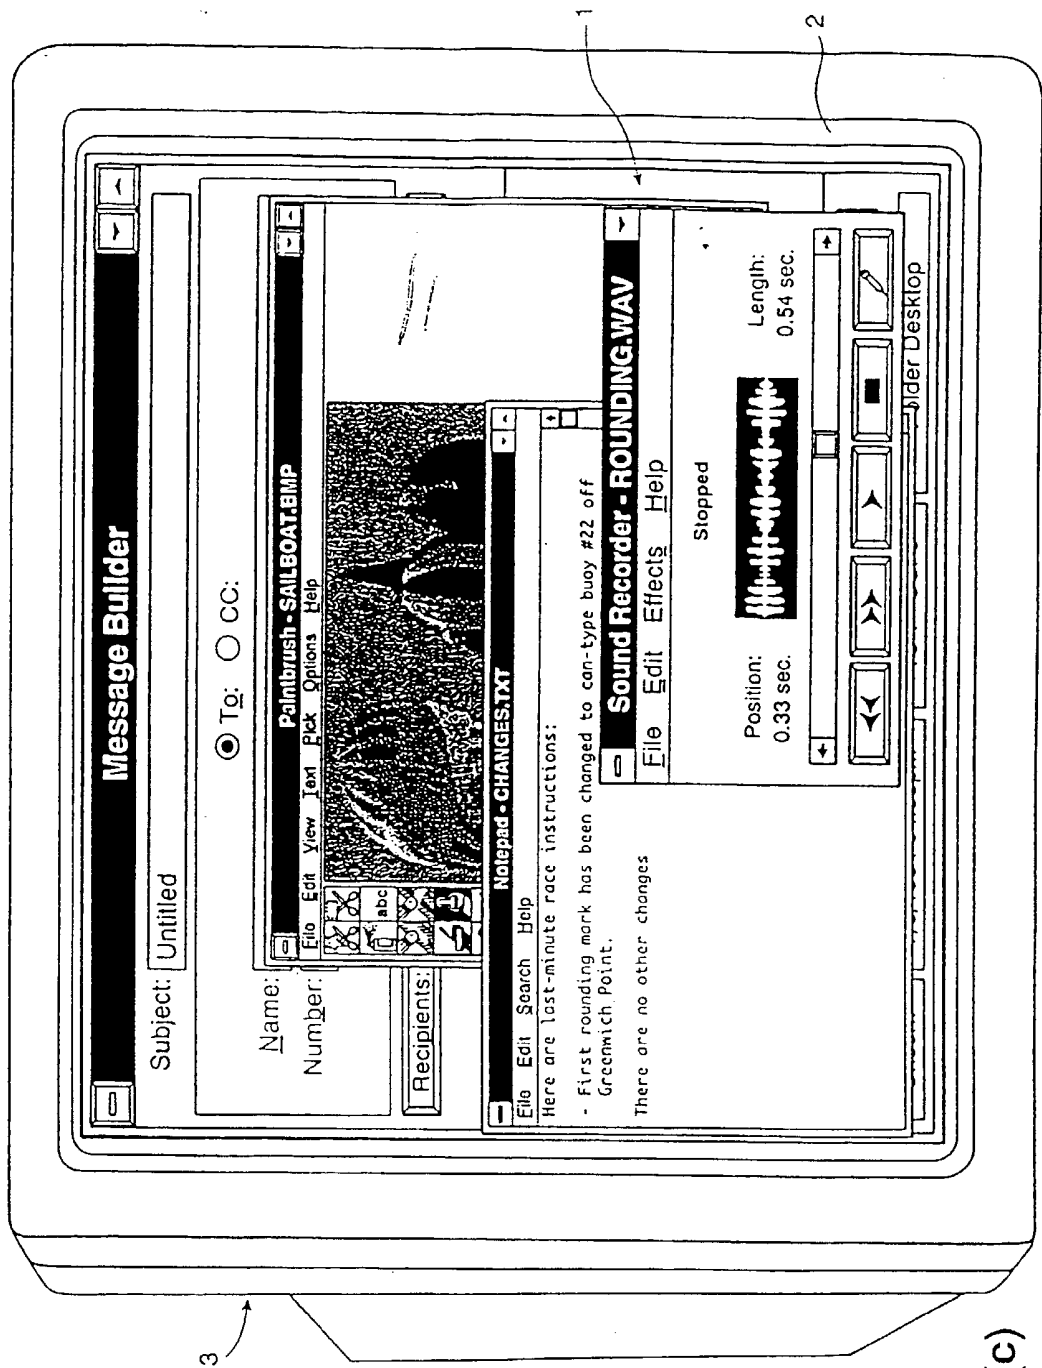 1
2
3
Message Builder
Subject: Untitled
To: CC:
Name:
Number:
Recipients:
Paintbrush - SAILBOAT.BMP
File Edit View Text Pick Options Help
abc
Notepad - CHANGES.TXT
File Edit Search Help
Here are last-minute race instructions:
- First rounding mark has been changed to can-type buoy #22 off
Greenwich Point.
There are no other changes
Sound Recorder - ROUNDING.WAV
File Edit Effects Help
Stopped
Position: Length:
0.33 sec. 0.54 sec.
Desktop
(c)